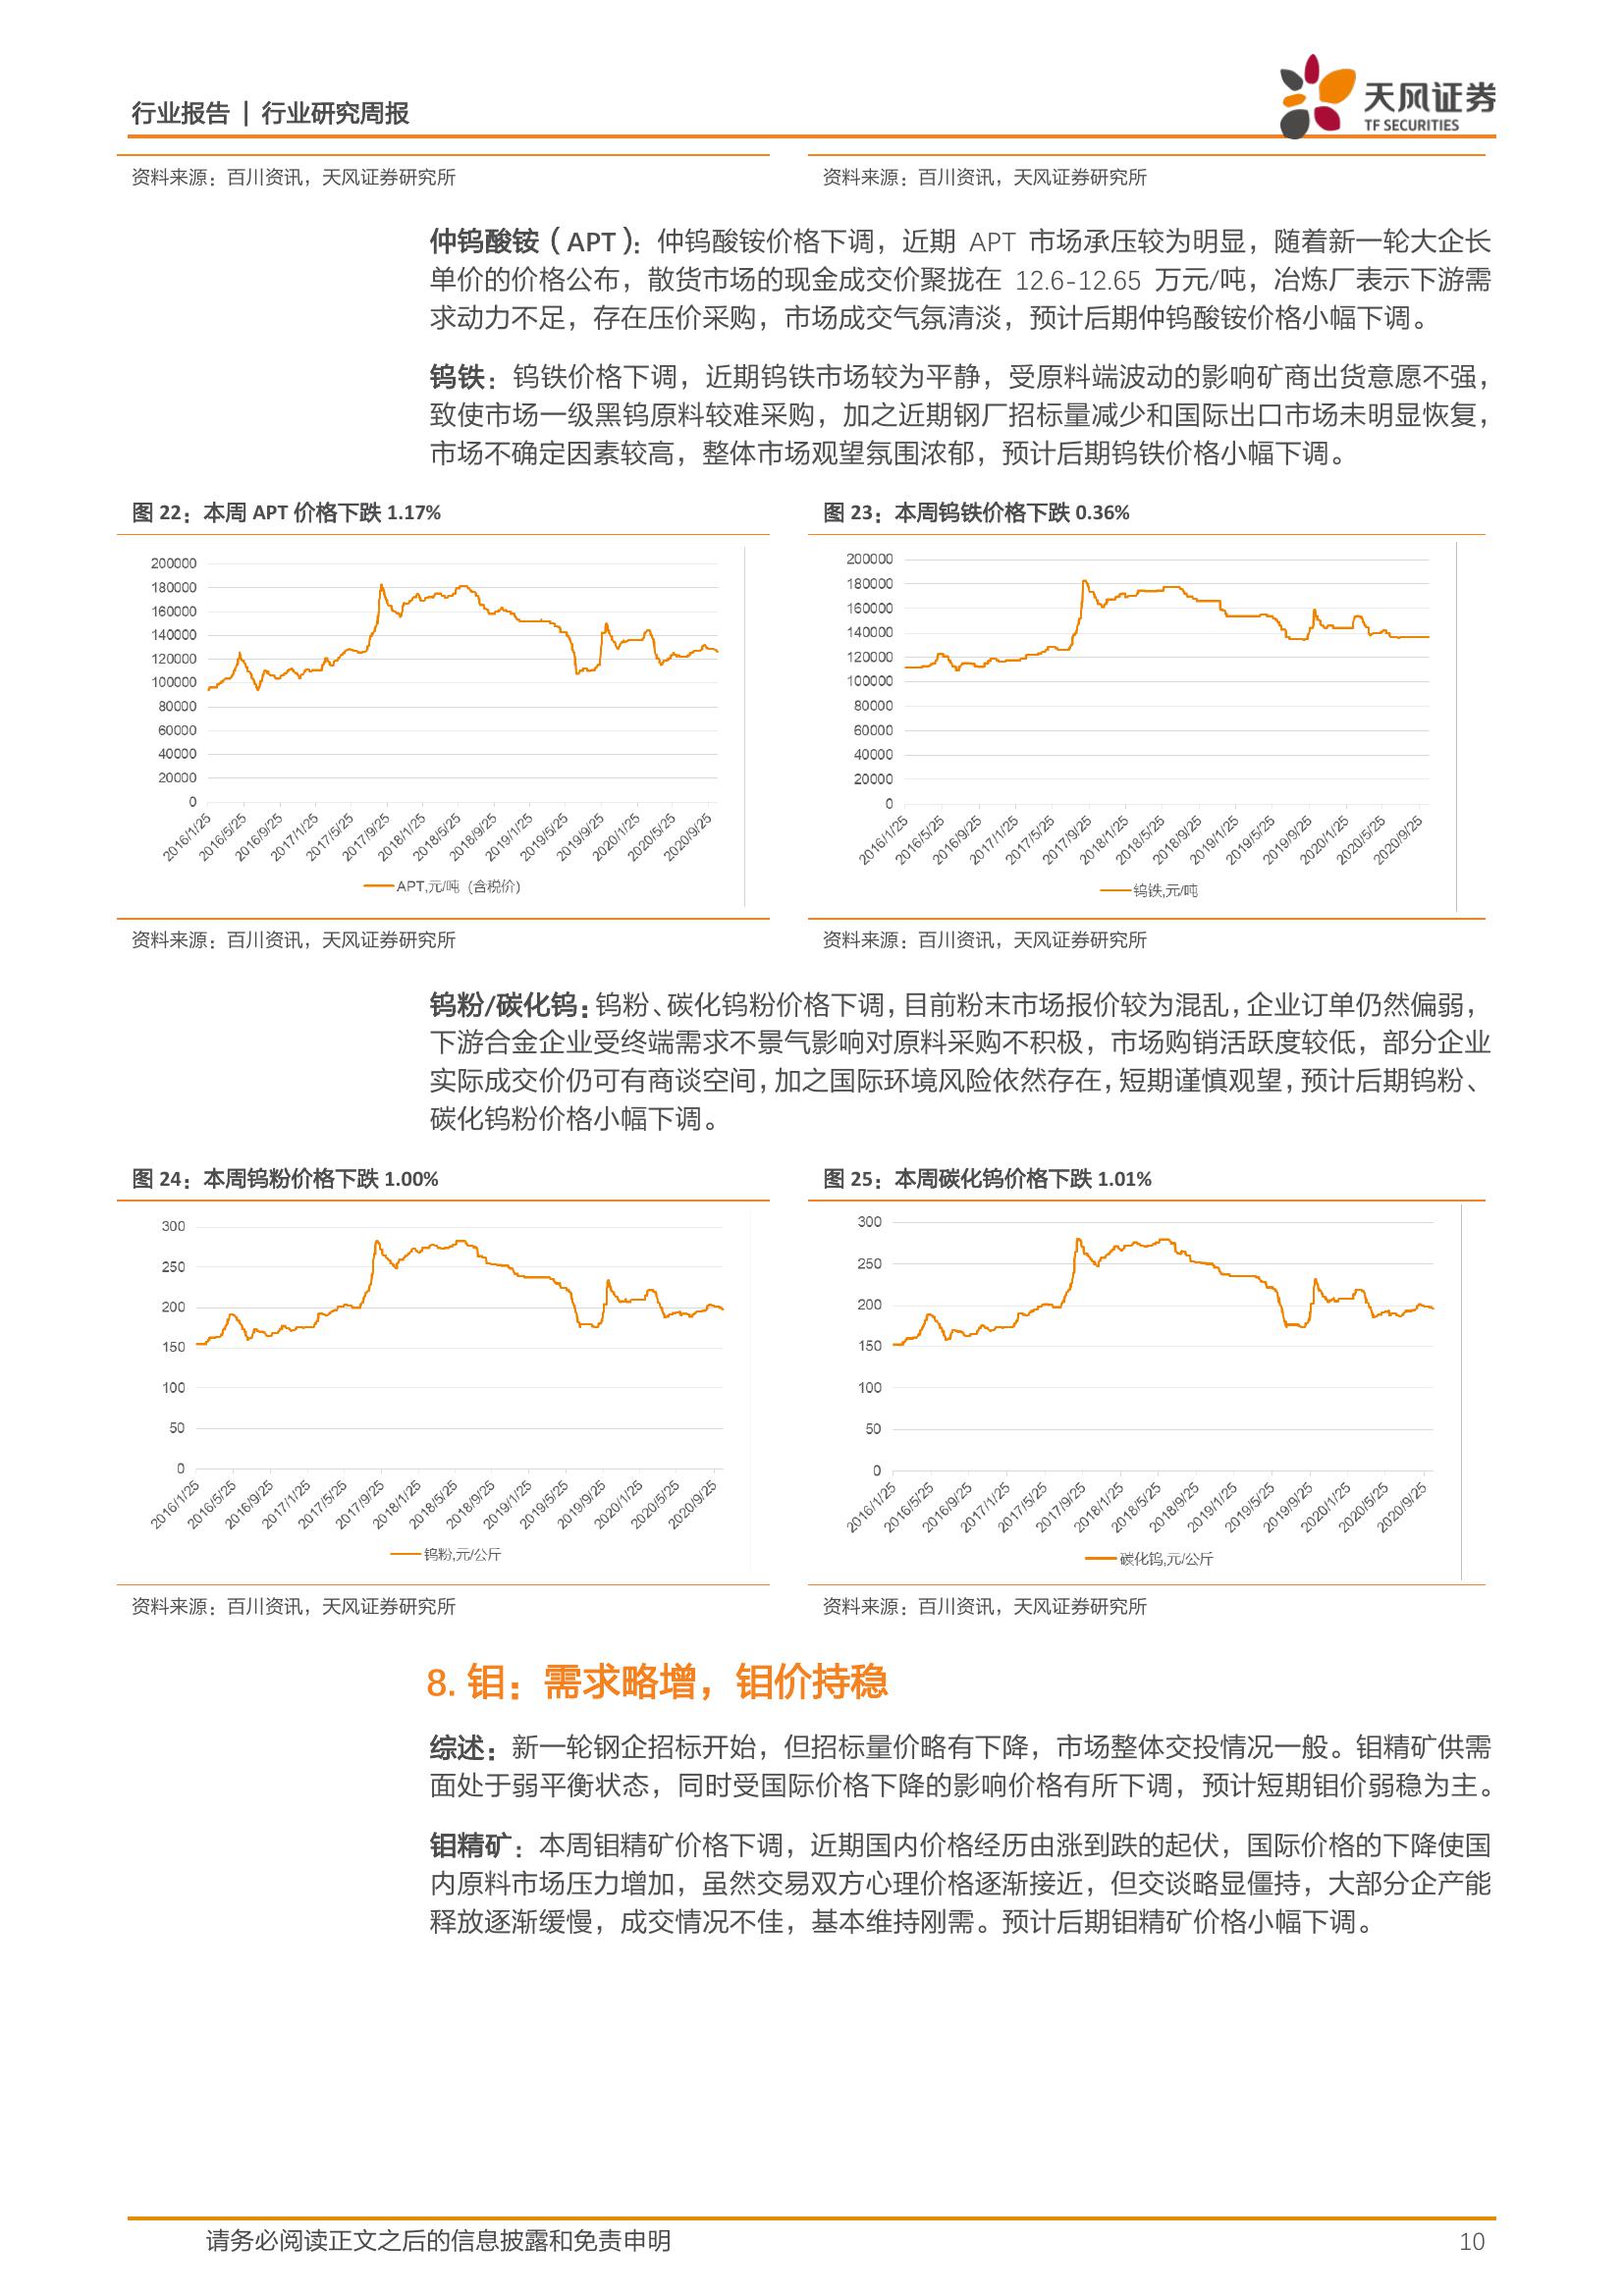 行业报告 | 行业研究周报
天风证券
TF SECURITIES
资料来源：百川资讯，天风证券研究所
资料来源：百川资讯，天风证券研究所
仲钨酸铵（APT）：仲钨酸铵价格下调，近期 APT 市场承压较为明显，随着新一轮大企长
单价的价格公布，散货市场的现金成交价聚拢在 12.6-12.65 万元/吨，冶炼厂表示下游需
求动力不足，存在压价采购，市场成交气氛清淡，预计后期仲钨酸铵价格小幅下调。
钨铁：钨铁价格下调，近期钨铁市场较为平静，受原料端波动的影响矿商出货意愿不强，
致使市场一级黑钨原料较难采购，加之近期钢厂招标量减少和国际出口市场未明显恢复，
市场不确定因素较高，整体市场观望氛围浓郁，预计后期钨铁价格小幅下调。
图 22：本周 APT 价格下跌 1.17%
200000
180000
160000
140000
120000
100000
80000
60000
40000
20000
0
2016/1/25 2016/5/25 2016/9/25 2017/1/25 2017/5/25 2017/9/25 2018/1/25 2018/5/25 2018/9/25 2019/1/25 2019/5/25 2019/9/25 2020/1/25 2020/5/25 2020/9/25
APT,元/吨（含税价）
资料来源：百川资讯，天风证券研究所
图 23：本周钨铁价格下跌 0.36%
200000
180000
160000
140000
120000
100000
80000
60000
40000
20000
0
2016/1/25 2016/5/25 2016/9/25 2017/1/25 2017/5/25 2017/9/25 2018/1/25 2018/5/25 2018/9/25 2019/1/25 2019/5/25 2019/9/25 2020/1/25 2020/5/25 2020/9/25
钨铁,元/吨
资料来源：百川资讯，天风证券研究所
钨粉/碳化钨：钨粉、碳化钨粉价格下调，目前粉末市场报价较为混乱，企业订单仍然偏弱，
下游合金企业受终端需求不景气影响对原料采购不积极，市场购销活跃度较低，部分企业
实际成交价仍可有商谈空间，加之国际环境风险依然存在，短期谨慎观望，预计后期钨粉、
碳化钨粉价格小幅下调。
图 24：本周钨粉价格下跌 1.00%
300
250
200
150
100
50
0
2016/1/25 2016/5/25 2016/9/25 2017/1/25 2017/5/25 2017/9/25 2018/1/25 2018/5/25 2018/9/25 2019/1/25 2019/5/25 2019/9/25 2020/1/25 2020/5/25 2020/9/25
钨粉,元/公斤
资料来源：百川资讯，天风证券研究所
图 25：本周碳化钨价格下跌 1.01%
300
250
200
150
100
50
0
2016/1/25 2016/5/25 2016/9/25 2017/1/25 2017/5/25 2017/9/25 2018/1/25 2018/5/25 2018/9/25 2019/1/25 2019/5/25 2019/9/25 2020/1/25 2020/5/25 2020/9/25
碳化钨,元/公斤
资料来源：百川资讯，天风证券研究所
8. 钼：需求略增，钼价持稳
综述：新一轮钢企招标开始，但招标量价略有下降，市场整体交投情况一般。钼精矿供需
面处于弱平衡状态，同时受国际价格下降的影响价格有所下调，预计短期钼价弱稳为主。
钼精矿：本周钼精矿价格下调，近期国内价格经历由涨到跌的起伏，国际价格的下降使国
内原料市场压力增加，虽然交易双方心理价格逐渐接近，但交谈略显僵持，大部分企产能
释放逐渐缓慢，成交情况不佳，基本维持刚需。预计后期钼精矿价格小幅下调。
请务必阅读正文之后的信息披露和免责申明
10